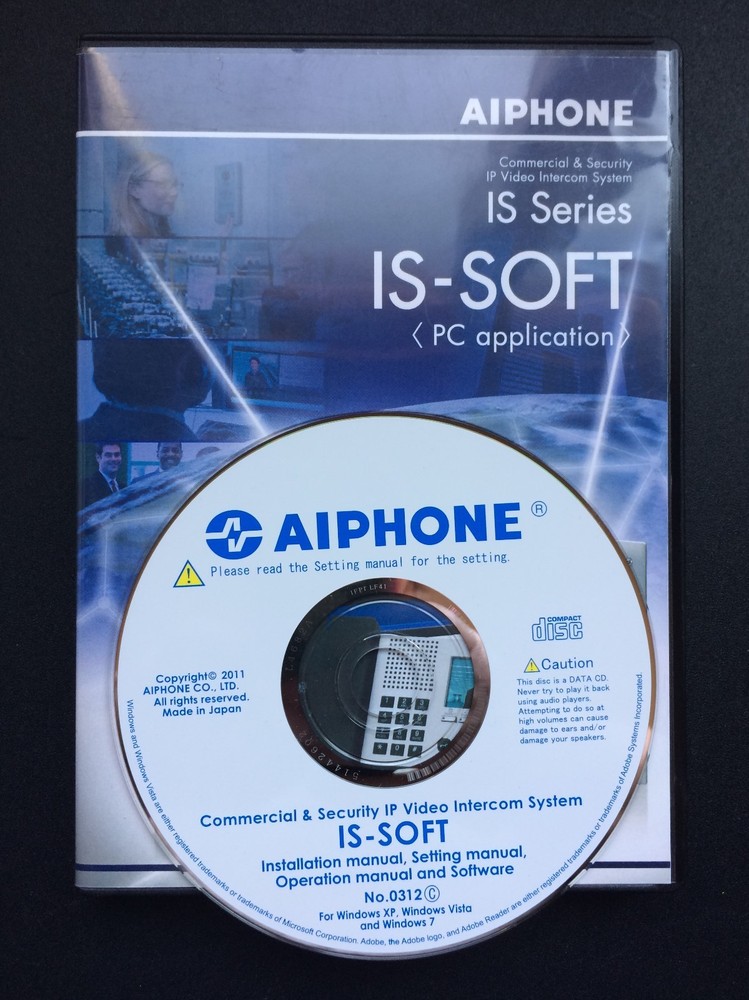 AIPHONE
Commercial & Security
IP Video Intercom System
IS Series
IS-SOFT
〈 PC application 〉
AIPHONE®
Please read the Setting manual for the setting.
COMPACT
disc
Copyright© 2011
AIPHONE CO., LTD.
All rights reserved.
Made in Japan
Caution
This disc is a DATA CD.
Never try to play it back
using audio players.
Attempting to do so at
high volumes can cause
damage to ears and/or
damage your speakers.
IFPI LF41
Commercial & Security IP Video Intercom System
IS-SOFT
Installation manual, Setting manual,
Operation manual and Software
No.0312Ⓒ
For Windows XP, Windows Vista
and Windows 7
Windows and Windows Vista are either registered trademarks or trademarks of Microsoft Corporation. Adobe, the Adobe logo, and Adobe Reader are either registered trademarks or trademarks of Adobe Systems Incorporated.